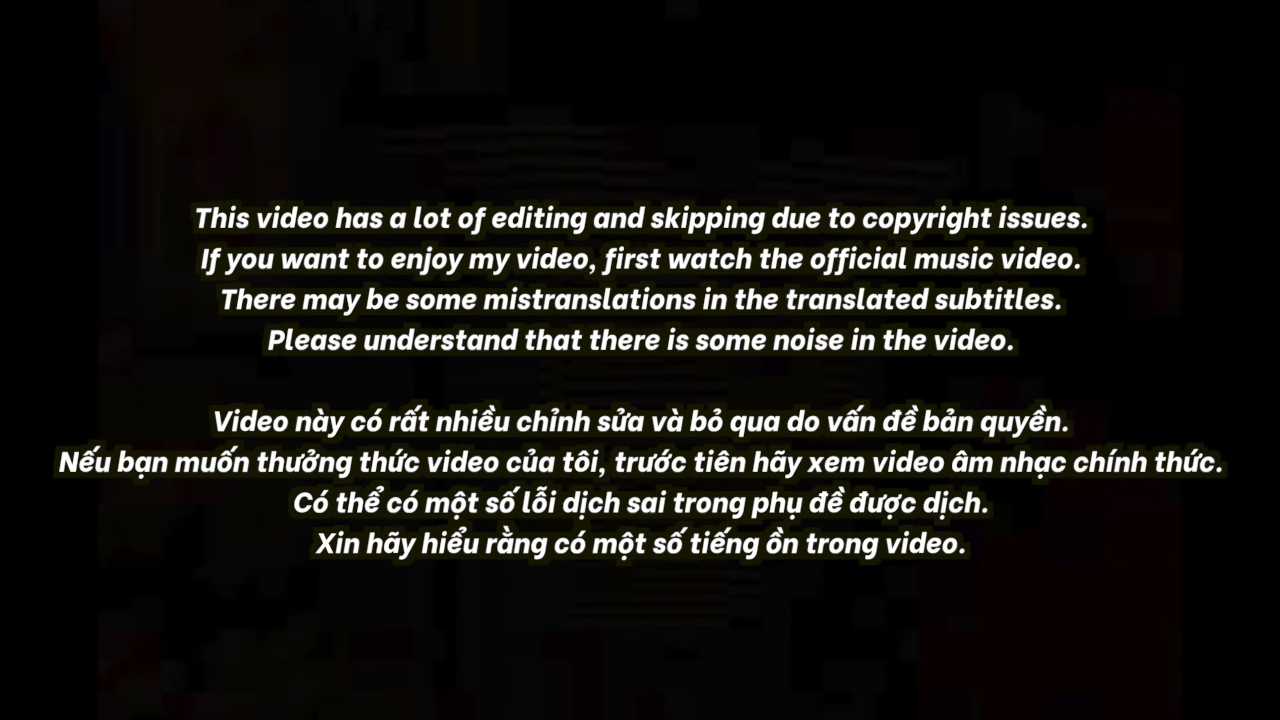 This video has a lot of editing and skipping due to copyright issues.
If you want to enjoy my video, first watch the official music video.
There may be some mistranslations in the translated subtitles.
Please understand that there is some noise in the video.
Video này có rất nhiều chỉnh sửa và bỏ qua do vấn đề bản quyền.
Nếu bạn muốn thưởng thức video của tôi, trước tiên hãy xem video âm nhạc chính thức.
Có thể có một số lỗi dịch sai trong phụ đề được dịch.
Xin hãy hiểu rằng có một số tiếng ồn trong video.